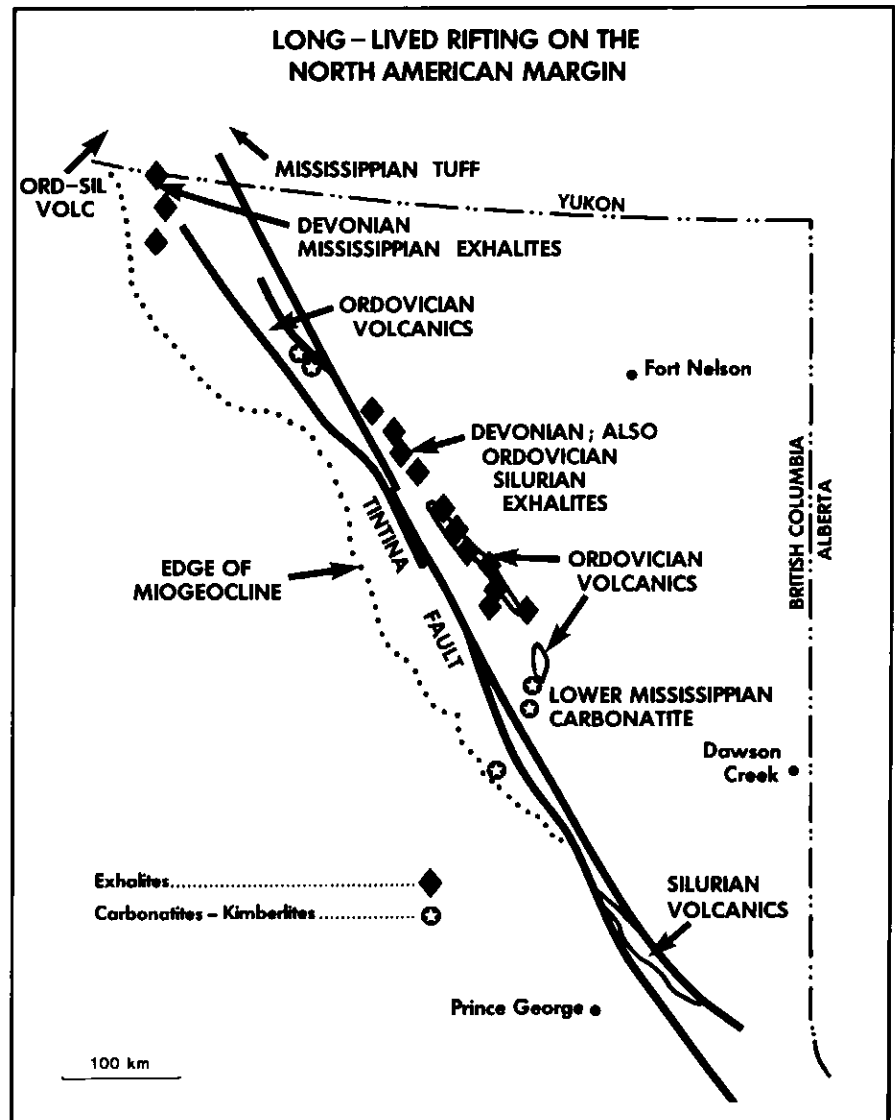 LONG – LIVED RIFTING ON THE
NORTH AMERICAN MARGIN
ORD–SIL
VOLC
MISSISSIPPIAN TUFF
YUKON
DEVONIAN
MISSISSIPPIAN EXHALITES
ORDOVICIAN
VOLCANICS
Fort Nelson
DEVONIAN ; ALSO
ORDOVICIAN
SILURIAN
EXHALITES
BRITISH COLUMBIA
ALBERTA
TINTINA
FAULT
EDGE OF
MIOGEOCLINE
ORDOVICIAN
VOLCANICS
LOWER MISSISSIPPIAN
CARBONATITE
Dawson
Creek
Exhalites
Carbonatites – Kimberlites
SILURIAN
VOLCANICS
Prince George
100 km